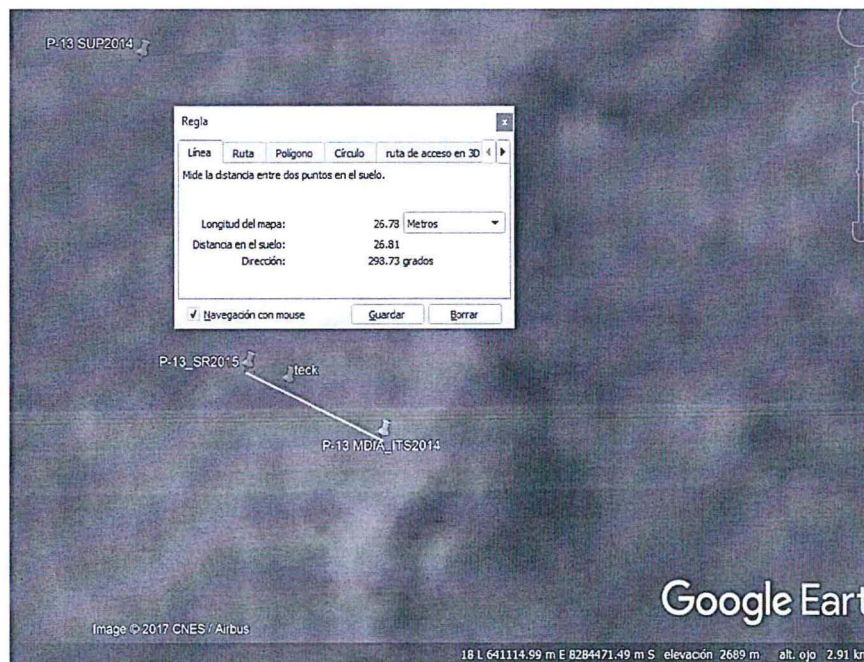 P-13 SUP2014
Regla
Línea Ruta Polígono Círculo ruta de acceso en 3D
Mide la distancia entre dos puntos en el suelo.
Longitud del mapa: 26.78 Metros
Distancia en el suelo: 26.81
Dirección: 293.73 grados
Navegación con mouse Guardar Borrar
P-13_SR2015
teck
P-13 MDIA_ITS2014
Google Eart
Image © 2017 CNES / Airbus
18 L 641114.99 m E 8284471.49 m S elevación 2689 m alt. ojo 2.91 km